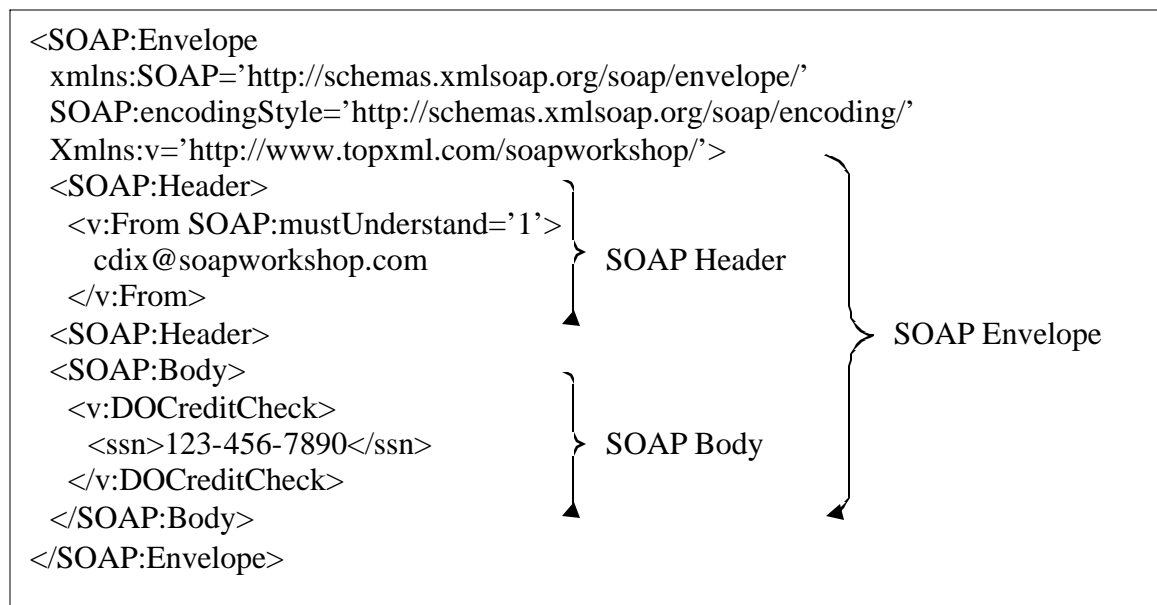 <SOAP:Envelope
xmlns:SOAP=’http://schemas.xmlsoap.org/soap/envelope/’
SOAP:encodingStyle=’http://schemas.xmlsoap.org/soap/encoding/’
Xmlns:v=’http://www.topxml.com/soapworkshop/’>
<SOAP:Header>
<v:From SOAP:mustUnderstand=’1’>
cdix@soapworkshop.com
</v:From>
<SOAP:Header>
<SOAP:Body>
<v:DOCreditCheck>
<ssn>123-456-7890</ssn>
</v:DOCreditCheck>
</SOAP:Body>
</SOAP:Envelope>
SOAP Header
SOAP Body
SOAP Envelope